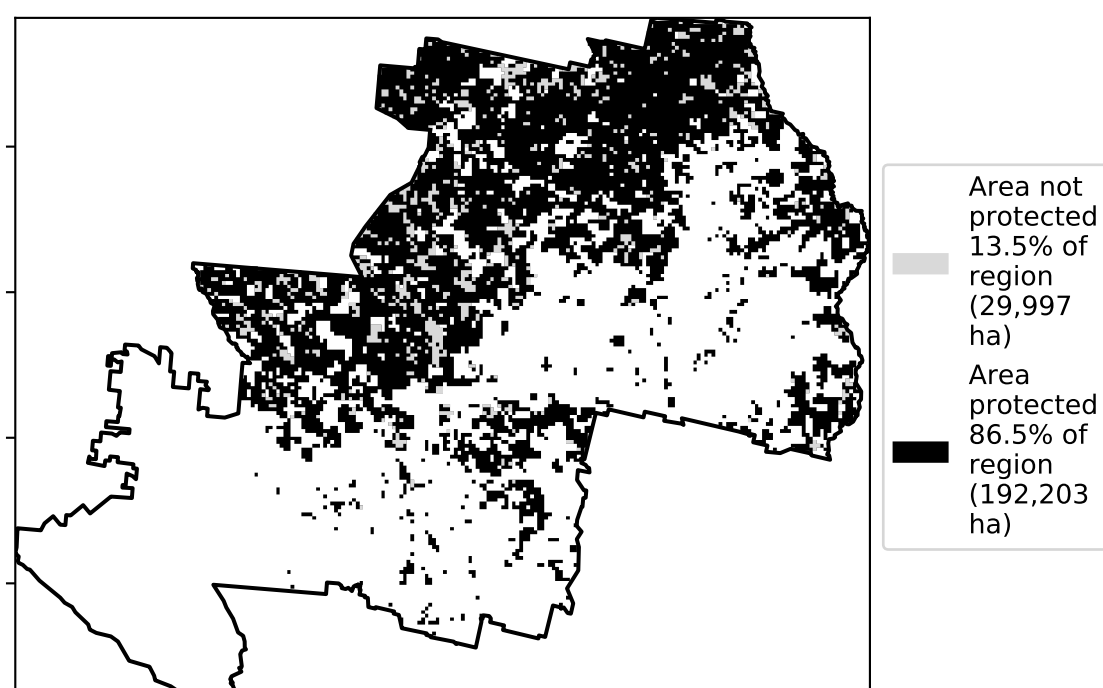 Area not
protected
13.5% of
region
(29,997
ha)
Area
protected
86.5% of
region
(192,203
ha)